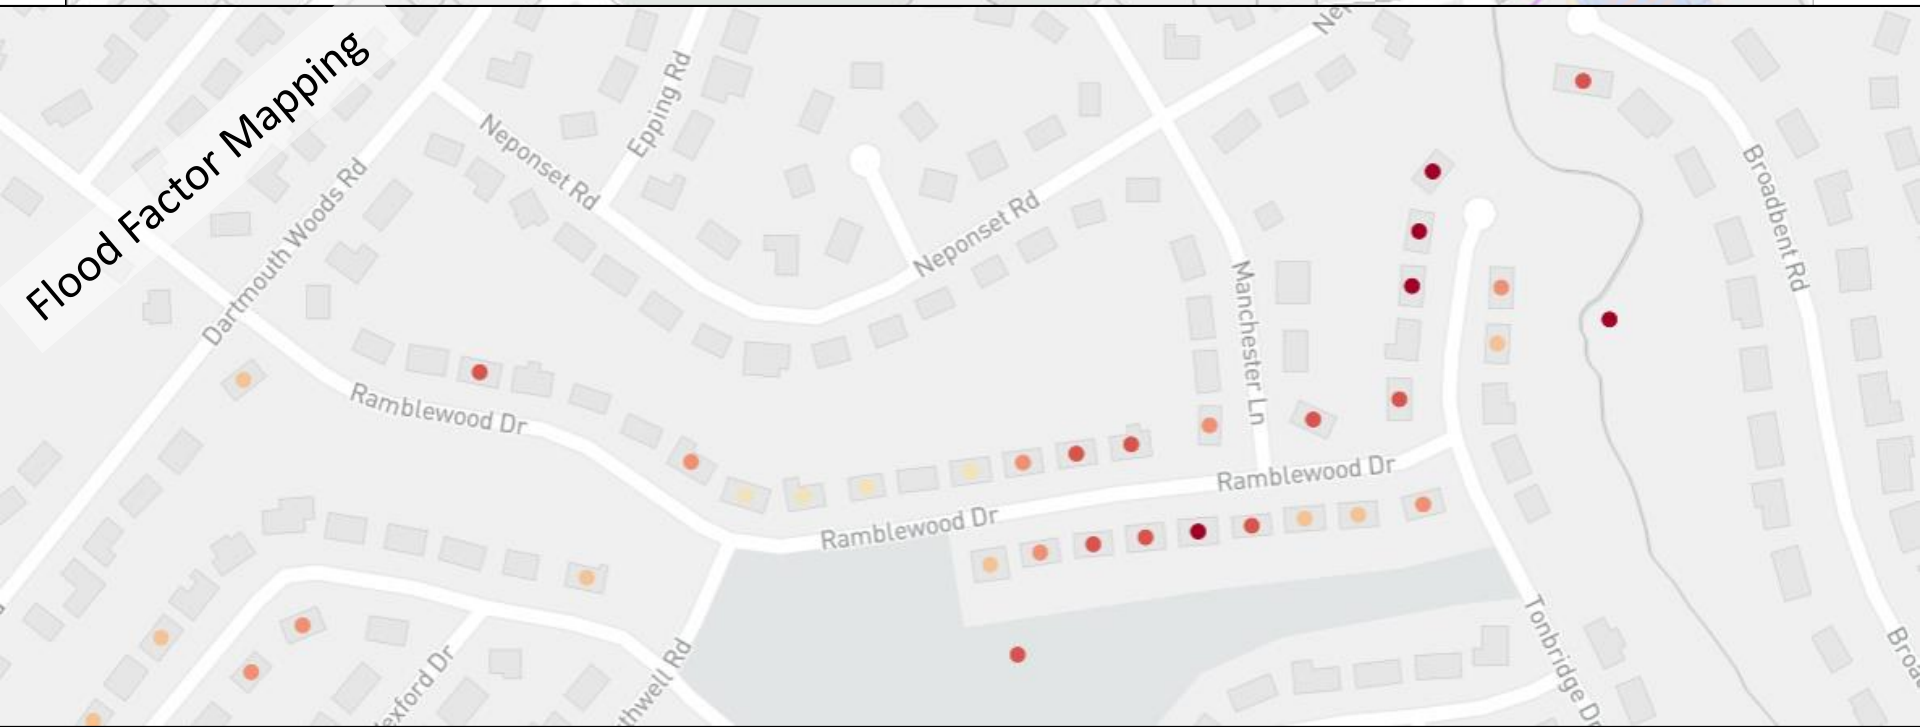 Flood Factor Mapping
Epping Rd
Neponset Rd
Dartmouth Woods Rd
Neponset Rd
Broadbent Rd
Manchester Ln
Ramblewood Dr
Ramblewood Dr
Ramblewood Dr
Tonbridge Dr